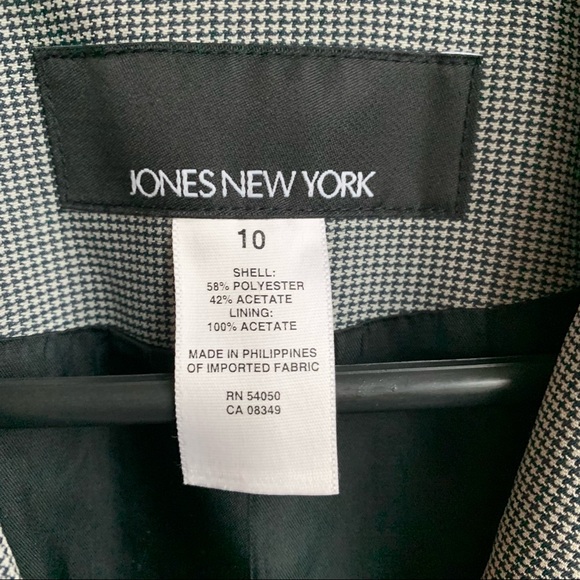 JONES NEW YORK
10
SHELL:
58% POLYESTER
42% ACETATE
LINING:
100% ACETATE
MADE IN PHILIPPINES
OF IMPORTED FABRIC
RN 54050
CA 08349